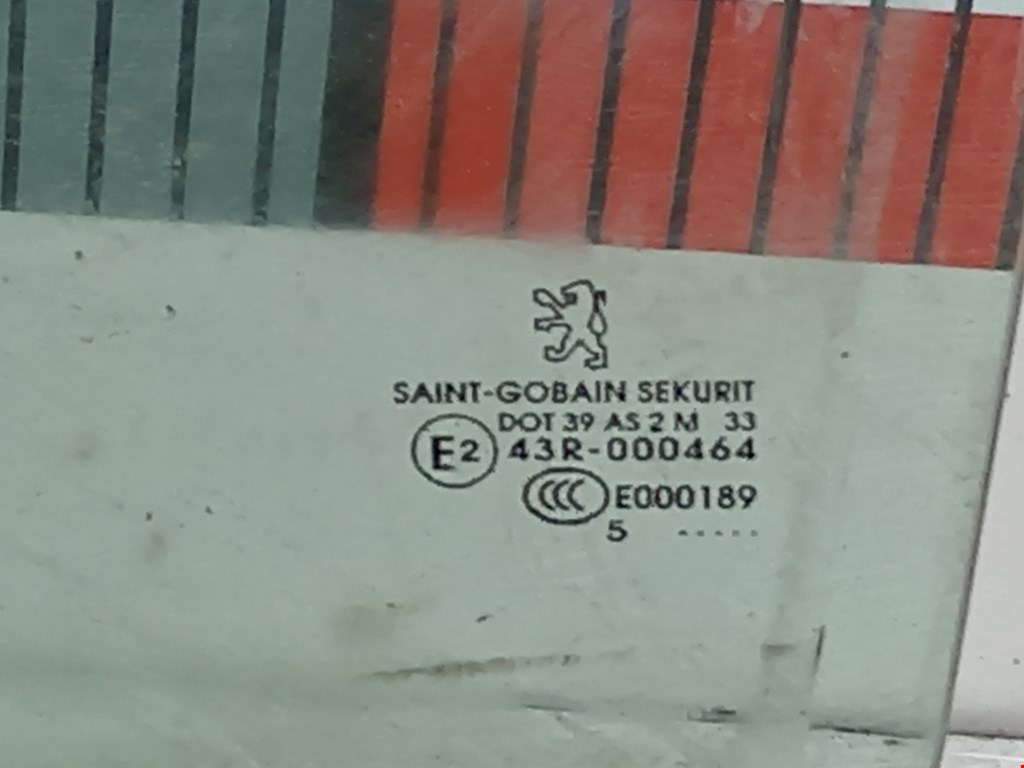 SAINT-GOBAIN SEKURIT
DOT 39 AS 2 M 33
E2 43R-000464
CCC E000189
5 .....